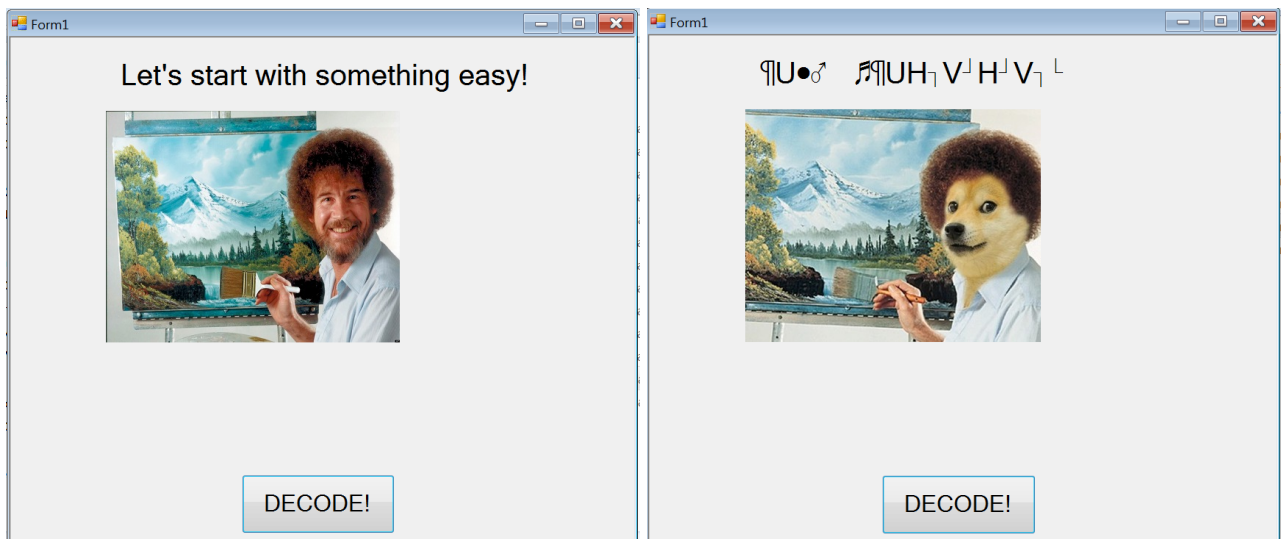 Form1
Let's start with something easy!
DECODE!
Form1
¶U●♂ ♬¶UH┐V┘H┘V┐└
DECODE!